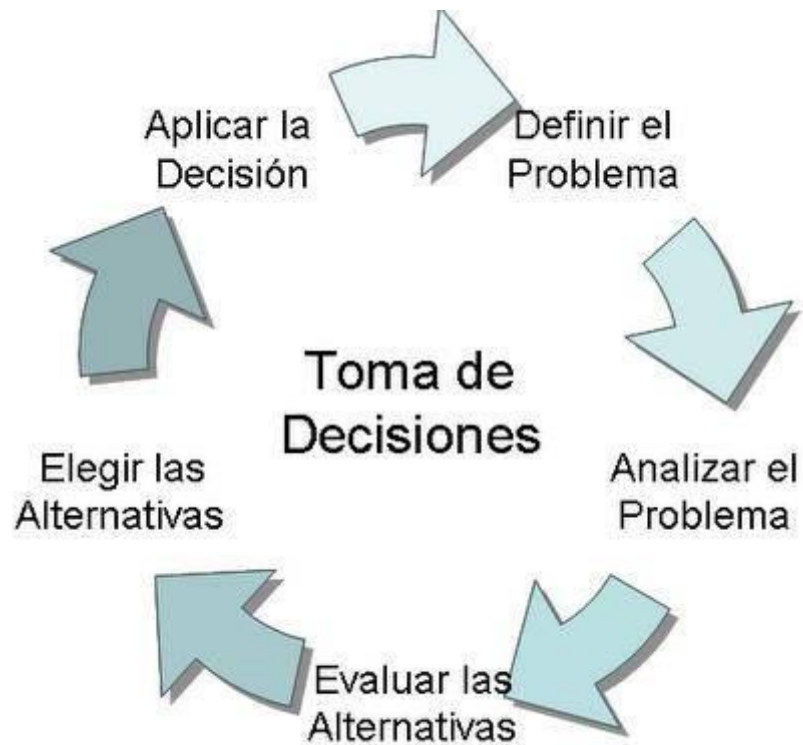 Toma de
Decisiones
Definir el
Problema
Analizar el
Problema
Evaluar las
Alternativas
Elegir las
Alternativas
Aplicar la
Decisión